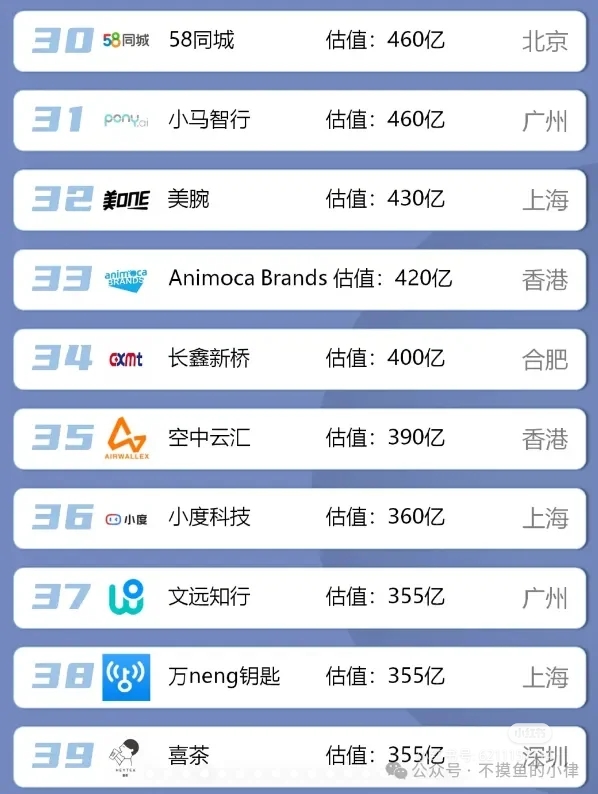 30 58同城 58同城 估值：460亿 北京
31 pony.ai 小马智行 估值：460亿 广州
32 美ONE 美腕 估值：430亿 上海
33 animoca BRANDS Animoca Brands 估值：420亿 香港
34 cxmt 长鑫新桥 估值：400亿 合肥
35 AIRWALLEX 空中云汇 估值：390亿 香港
36 小度 小度科技 估值：360亿 上海
37 文远知行 估值：355亿 广州
38 万neng钥匙 估值：355亿 上海
小红书
39 HEYTEA 喜茶 估值：355亿 深圳
公众号·不摸鱼的小律